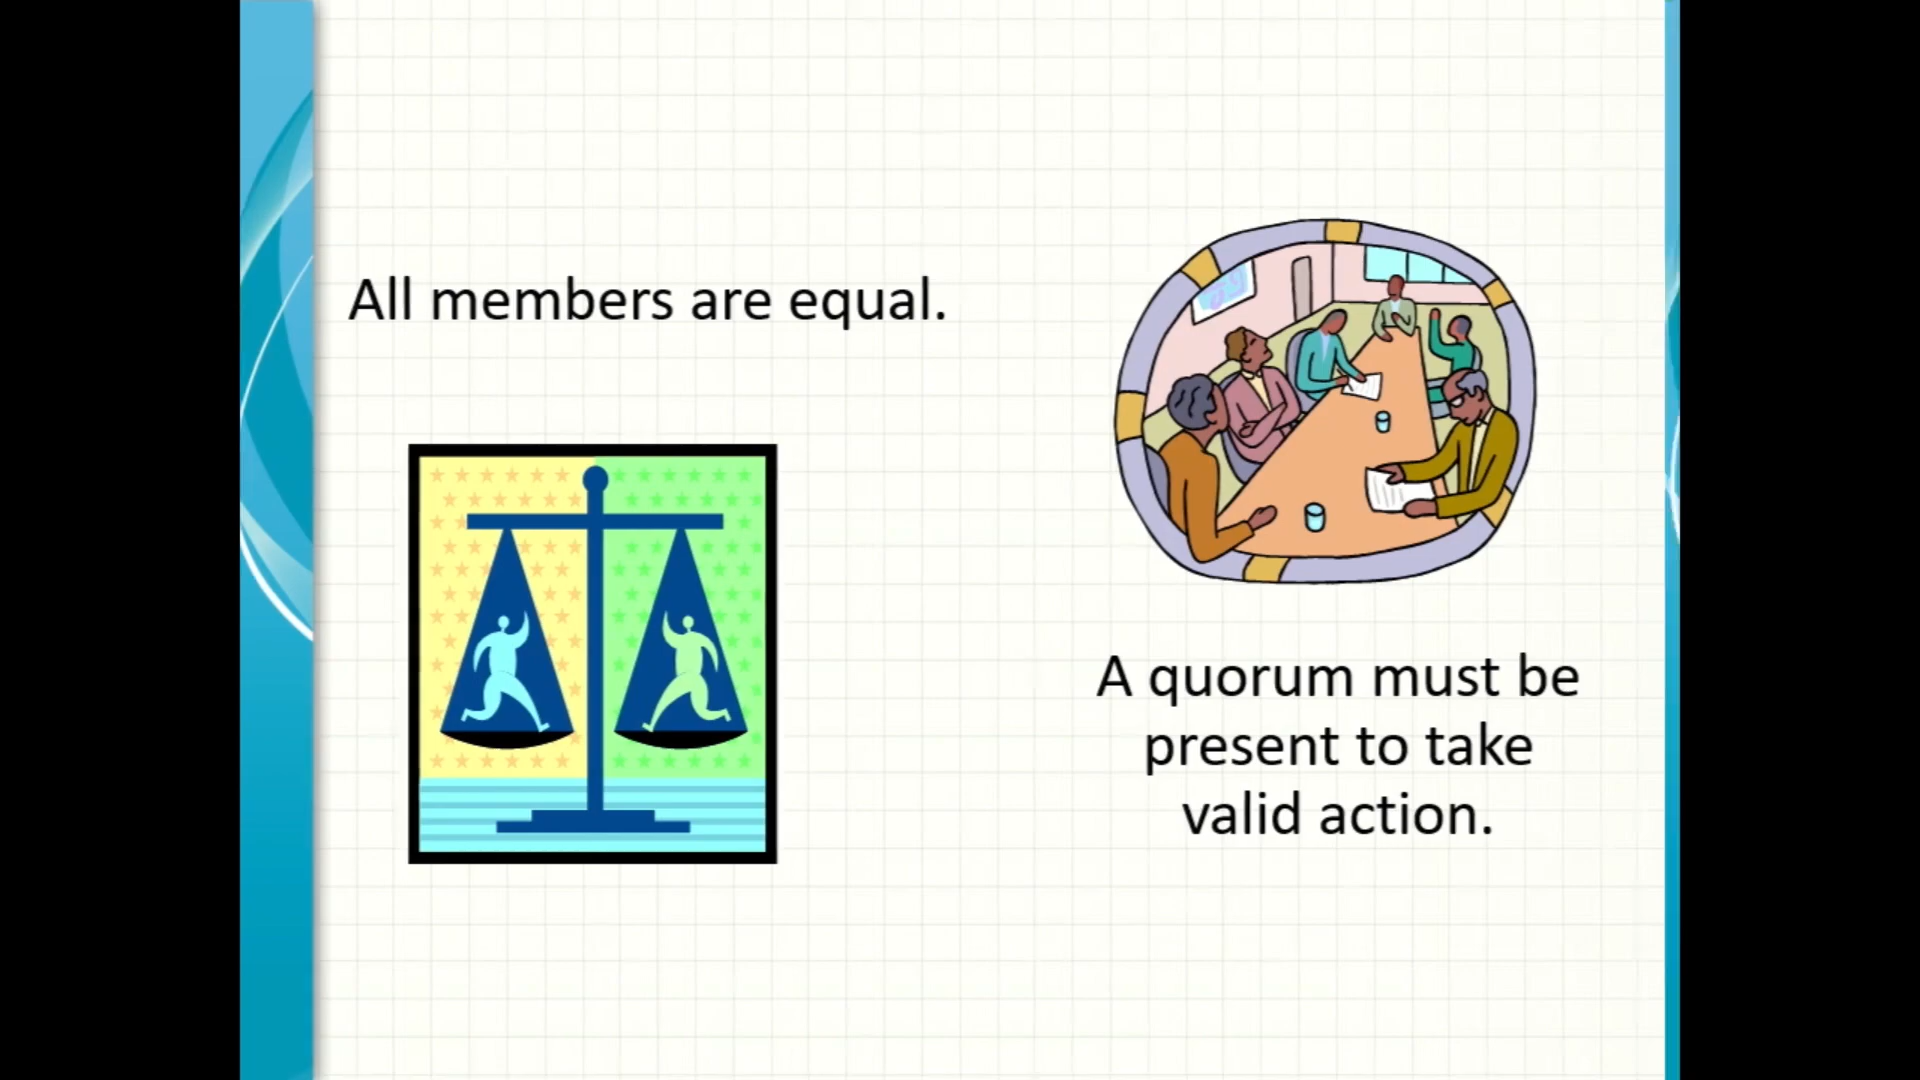 All members are equal.
A quorum must be
present to take
valid action.